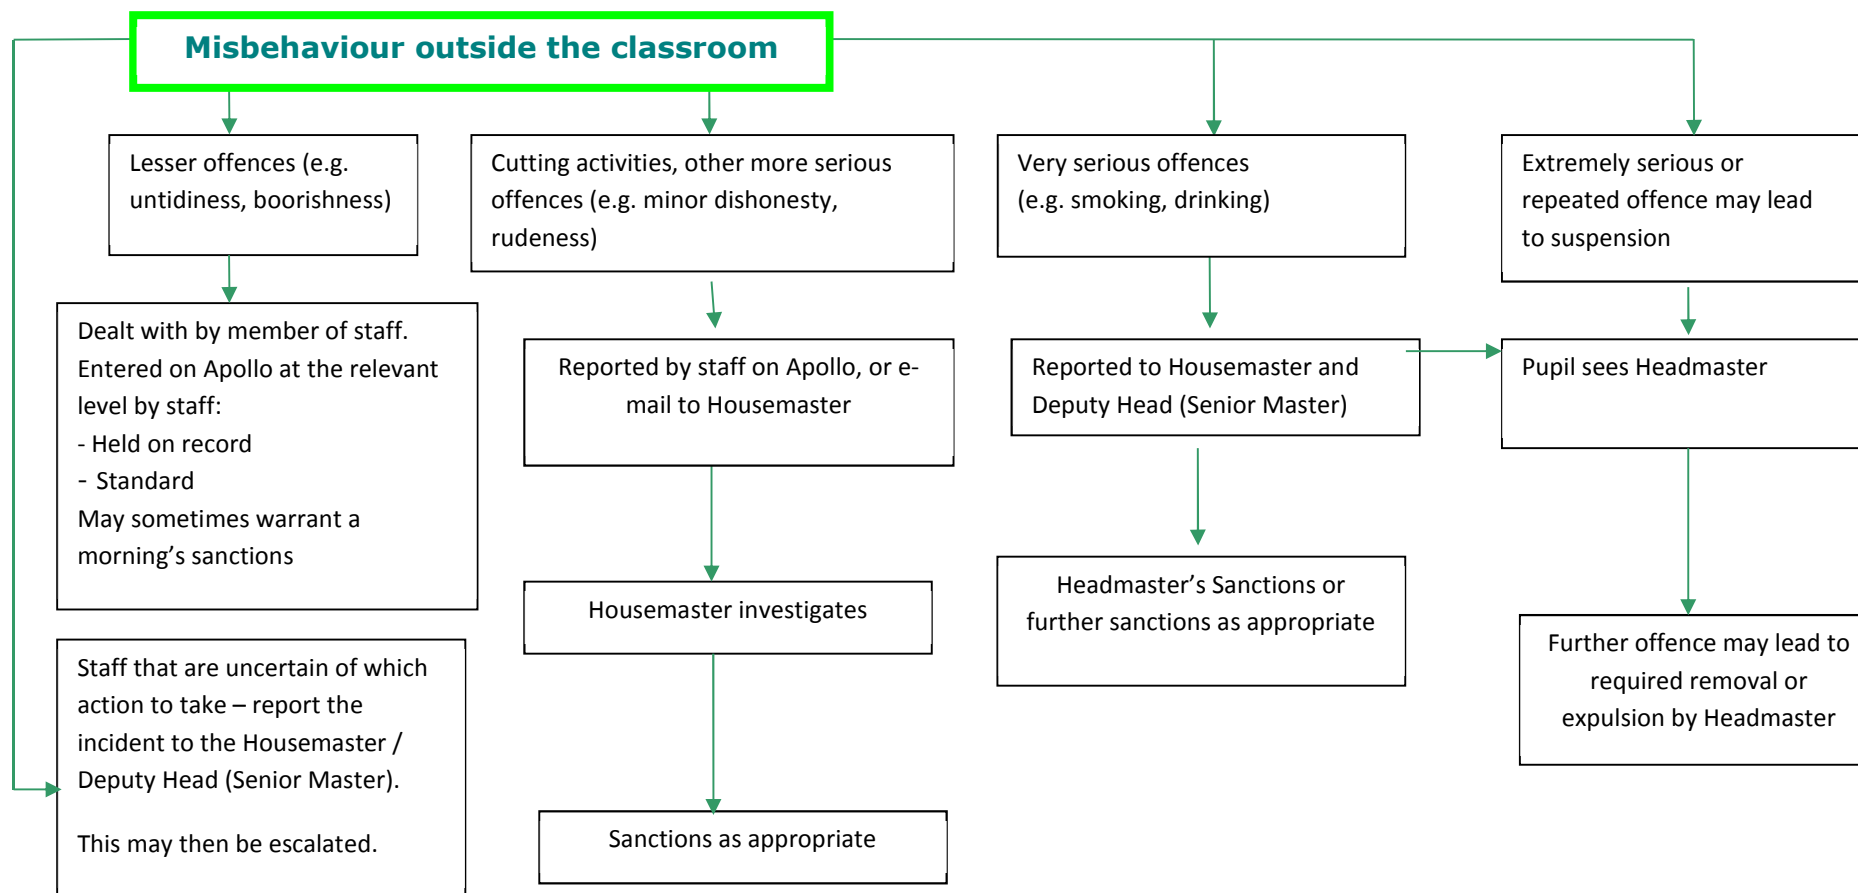 Misbehaviour outside the classroom
Lesser offences (e.g.
untidiness, boorishness)
Cutting activities, other more serious
offences (e.g. minor dishonesty,
rudeness)
Very serious offences
(e.g. smoking, drinking)
Extremely serious or
repeated offence may lead
to suspension
Dealt with by member of staff.
Entered on Apollo at the relevant
level by staff:
- Held on record
- Standard
May sometimes warrant a
morning’s sanctions
Reported by staff on Apollo, or e-
mail to Housemaster
Reported to Housemaster and
Deputy Head (Senior Master)
Pupil sees Headmaster
Housemaster investigates
Headmaster’s Sanctions or
further sanctions as appropriate
Further offence may lead to
required removal or
expulsion by Headmaster
Staff that are uncertain of which
action to take – report the
incident to the Housemaster /
Deputy Head (Senior Master).
This may then be escalated.
Sanctions as appropriate